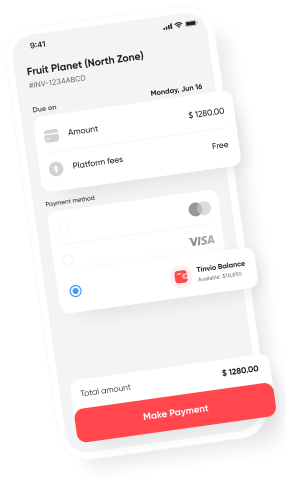 9:41
Fruit Planet (North Zone)
#INV-1234ABCD
Due on Monday, Jun 16
Amount $ 1280.00
Platform fees Free
Payment method
VISA
Tinvio Balance
Available: $10,850
Total amount $ 1280.00
Make Payment